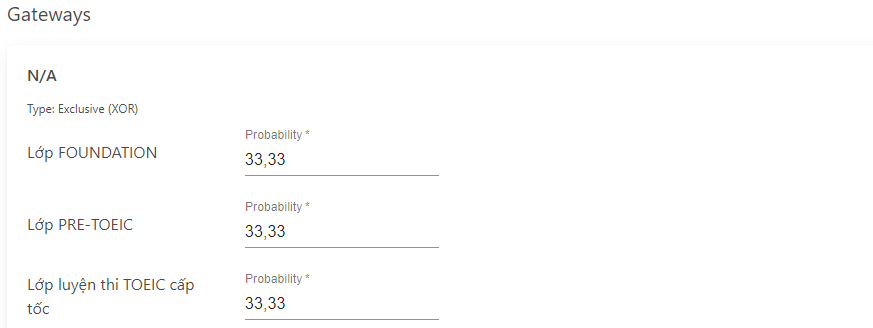 Gateways
N/A
Type: Exclusive (XOR)
Probability *
Lớp FOUNDATION
33,33
Probability *
Lớp PRE-TOEIC
33,33
Probability *
Lớp luyện thi TOEIC cấp
tốc
33,33